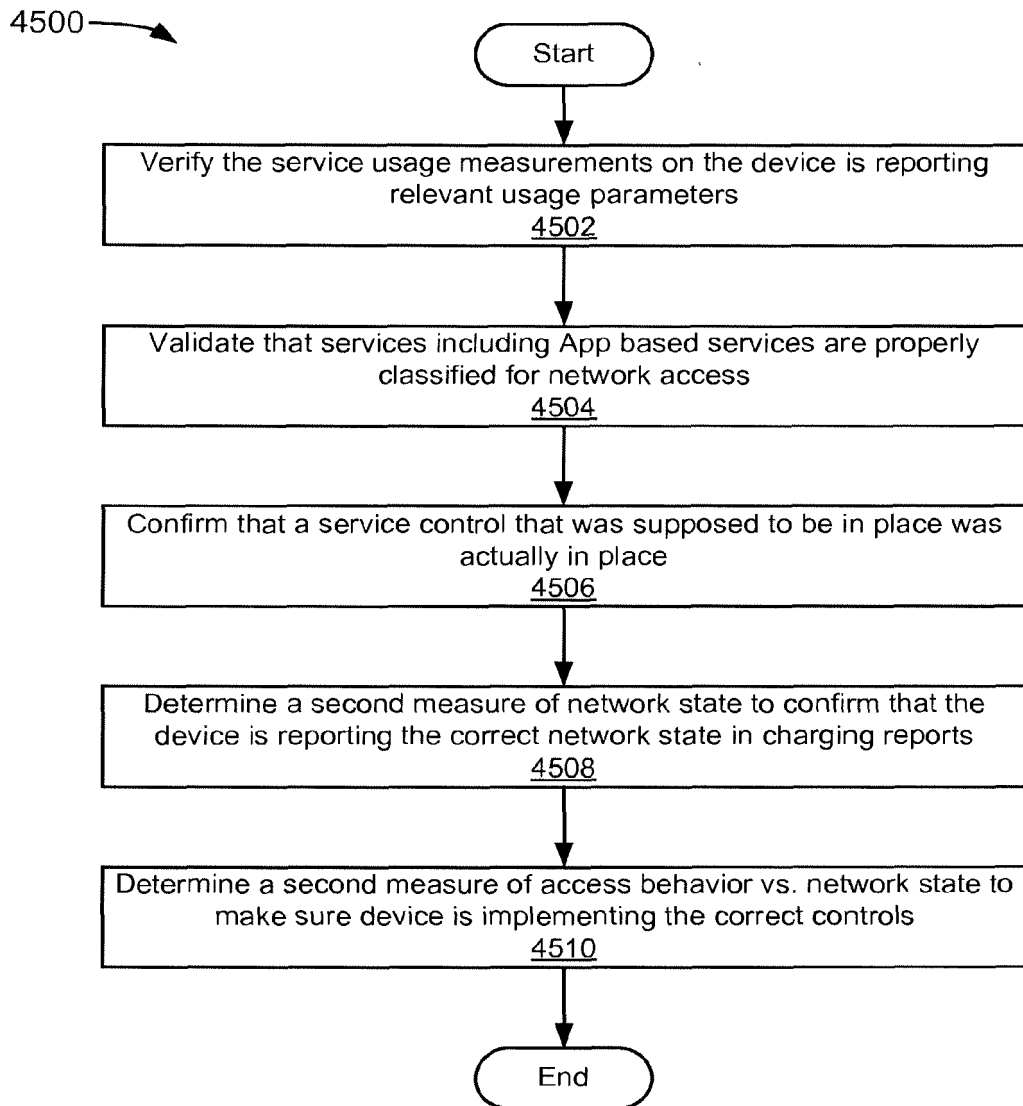 4500
Start
Verify the service usage measurements on the device is reporting
relevant usage parameters
4502
Validate that services including App based services are properly
classified for network access
4504
Confirm that a service control that was supposed to be in place was
actually in place
4506
Determine a second measure of network state to confirm that the
device is reporting the correct network state in charging reports
4508
Determine a second measure of access behavior vs. network state to
make sure device is implementing the correct controls
4510
End